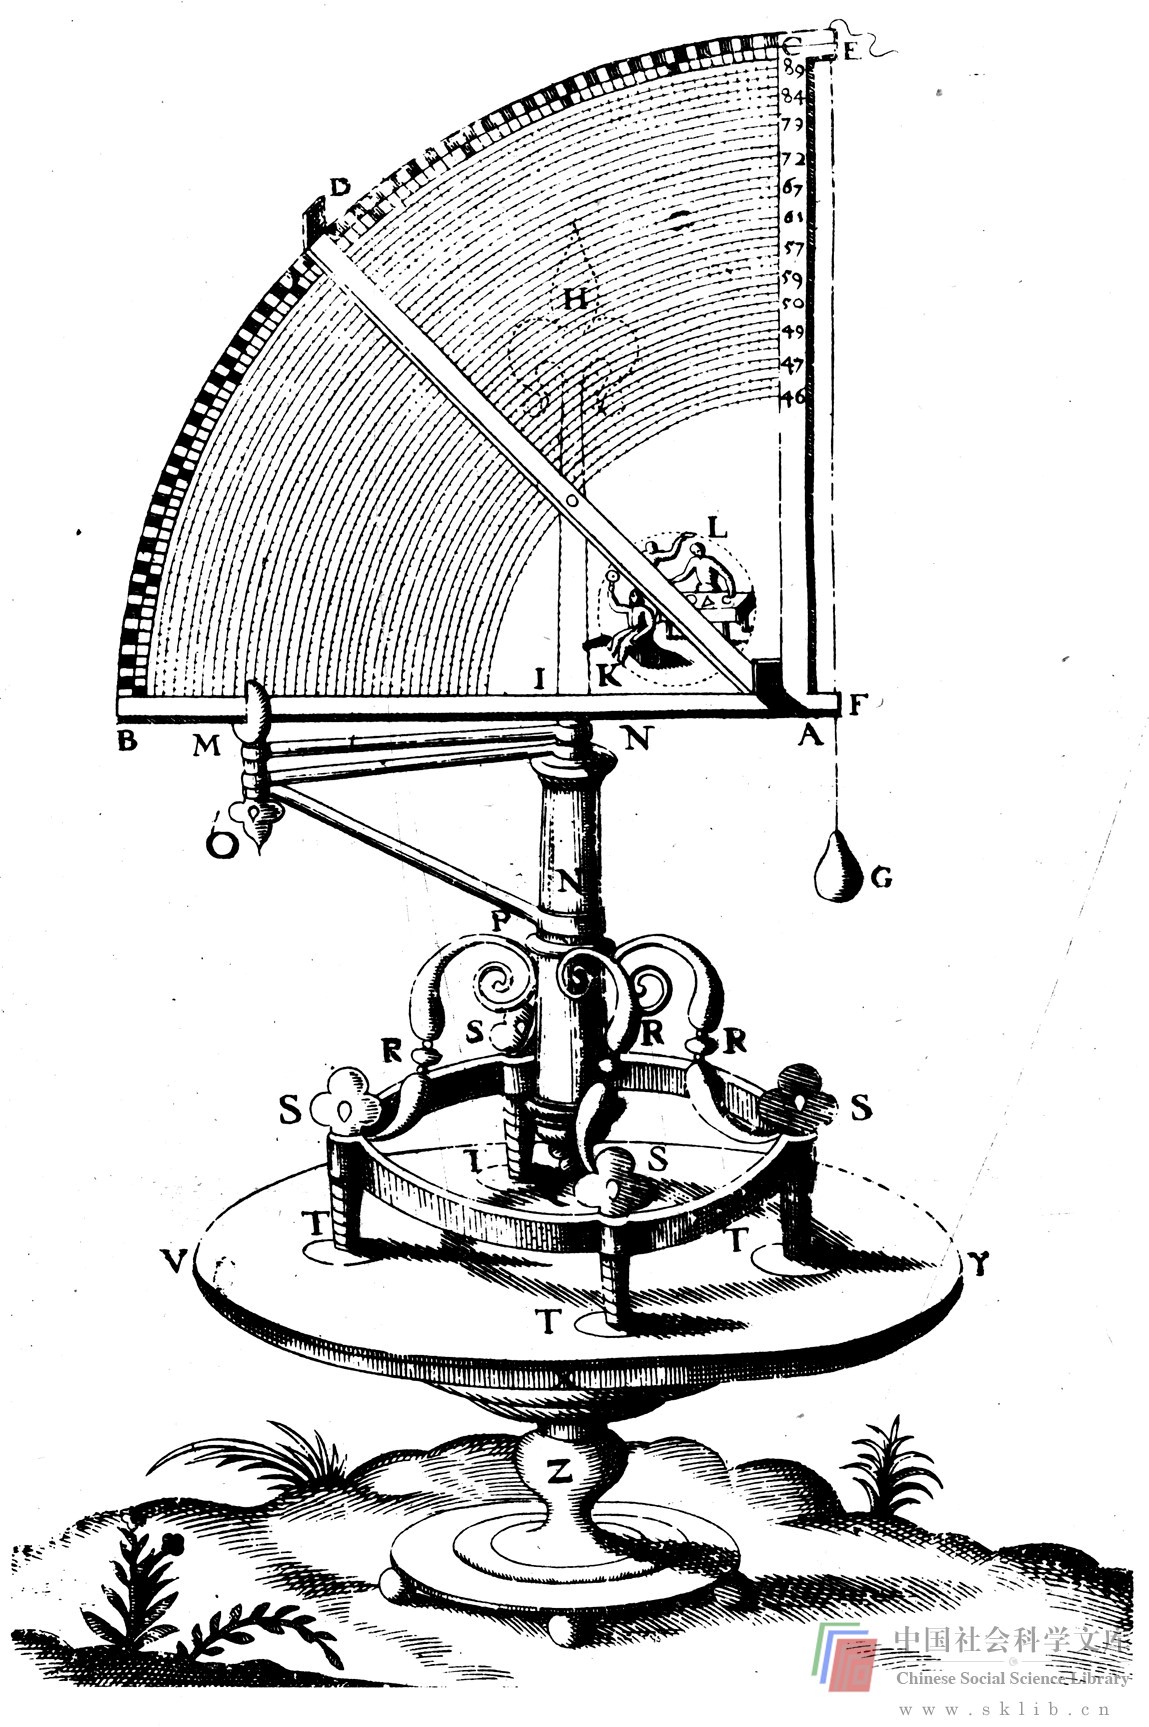 C E
89
84
79
72
D
67
61
57
59
H
50
49
47
46
L
I K
F
B M N A
O
N G
P
S R
R R
S S
S
T
T
V Y
T
X
Z
中国社会科学文库
Chinese Social Science Library
www.sklib.cn